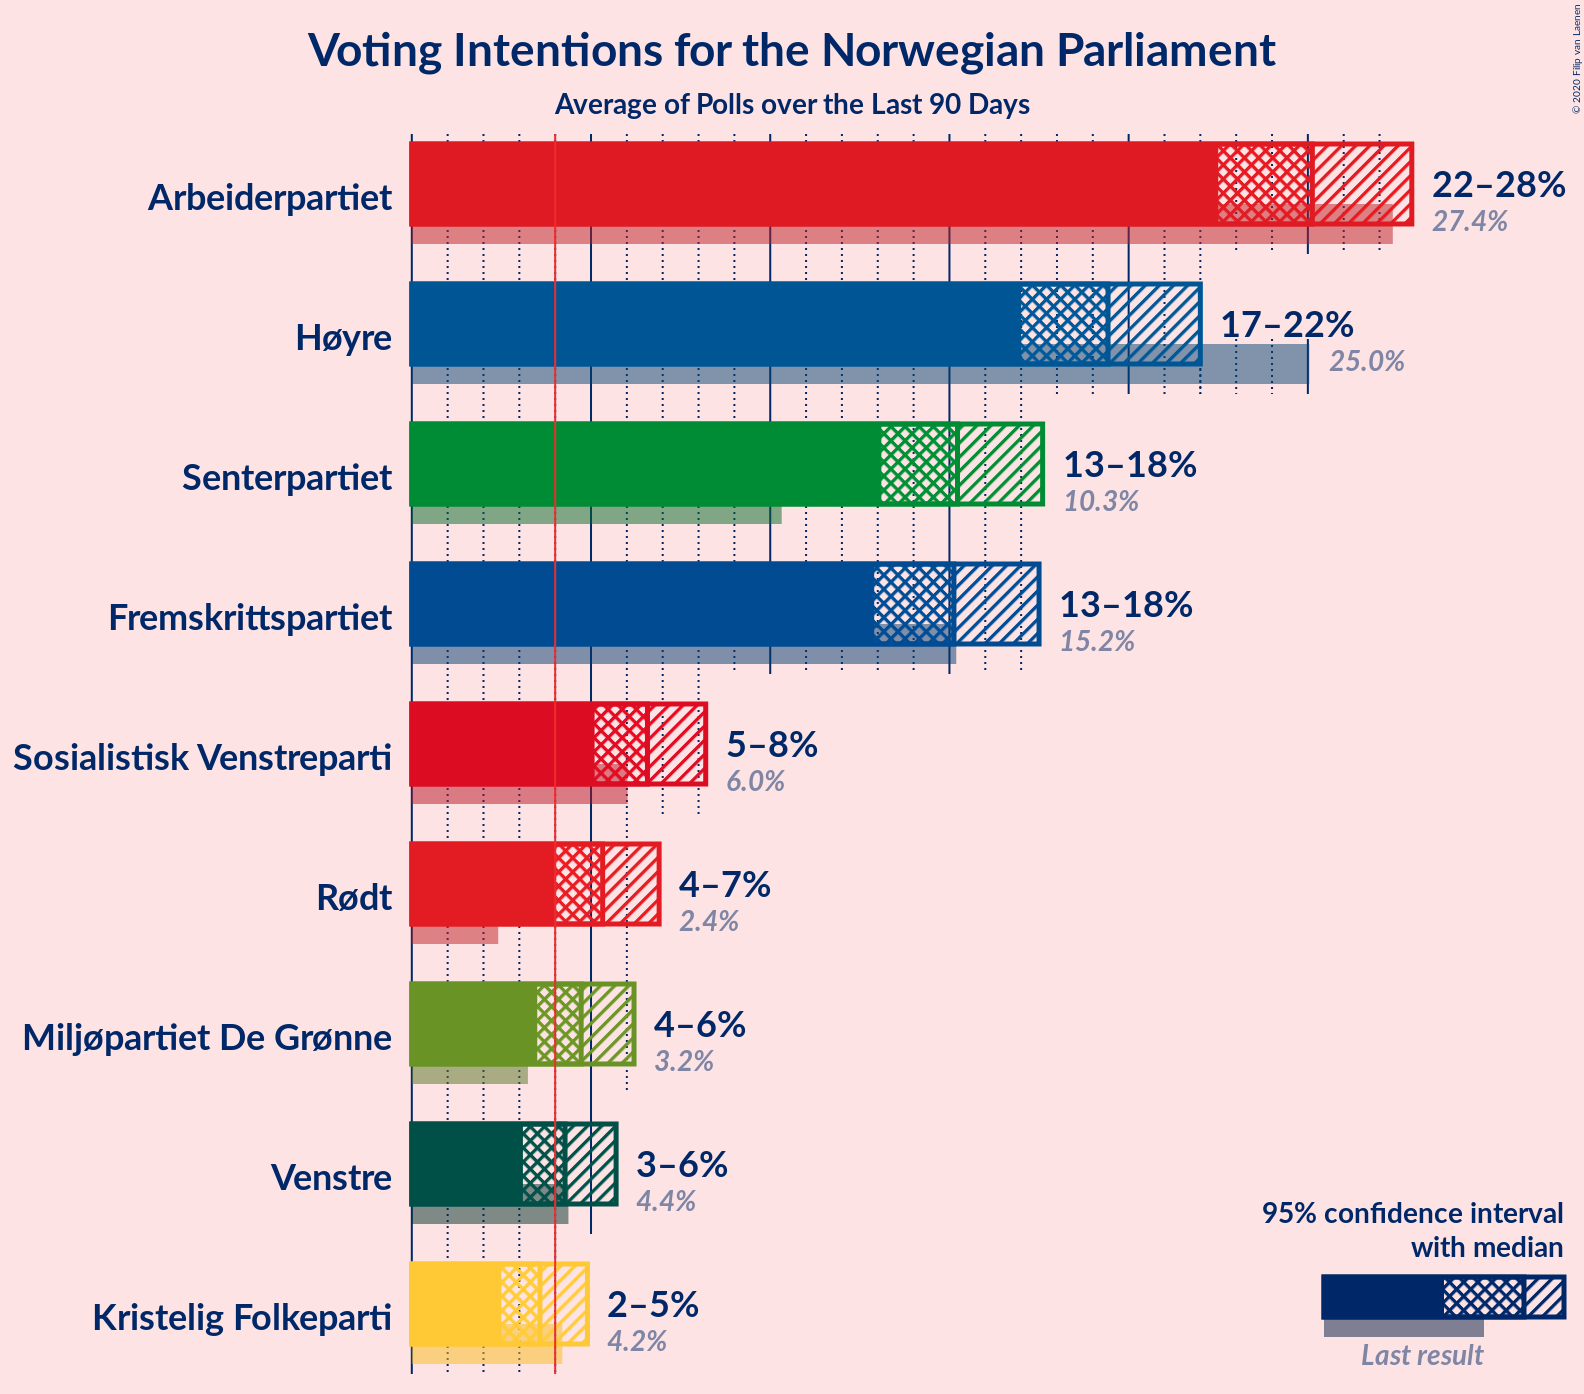 Voting Intentions for the Norwegian Parliament
Average of Polls over the Last 90 Days
© 2020 Filip van Laenen
Arbeiderpartiet
22–28%
27.4%
Høyre
17–22%
25.0%
Senterpartiet
13–18%
10.3%
Fremskrittspartiet
13–18%
15.2%
Sosialistisk Venstreparti
5–8%
6.0%
Rødt
4–7%
2.4%
Miljøpartiet De Grønne
4–6%
3.2%
Venstre
3–6%
4.4%
Kristelig Folkeparti
2–5%
4.2%
95% confidence interval
with median
Last result